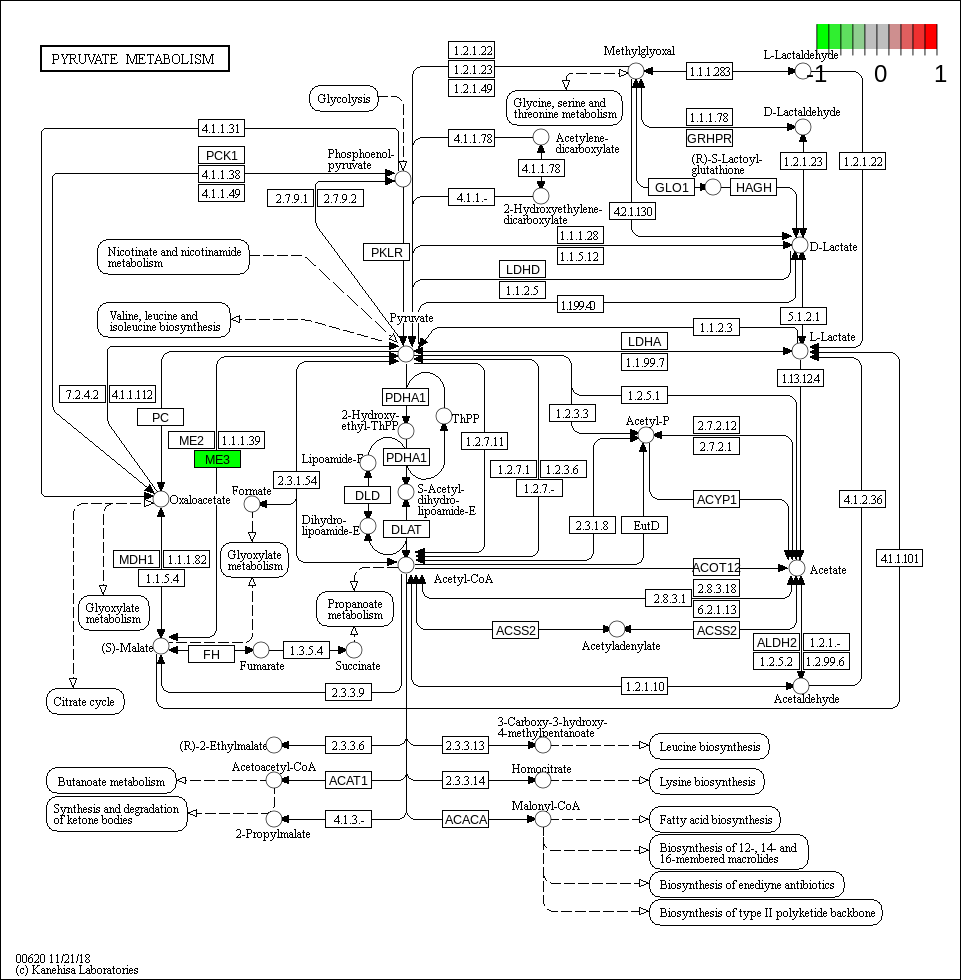 PYRUVATE METABOLISM
-1
0
1
1.2.1.22
1.2.1.23
1.2.1.49
Methylglyoxal
1.1.1.283
L-Lactaldehyde
Glycolysis
Glycine, serine and
threonine metabolism
1.1.1.78
GRHPR
D-Lactaldehyde
4.1.1.31
PCK1
4.1.1.38
4.1.1.49
Phosphoenol-
pyruvate
4.1.1.78
Acetylene-
dicarboxylate
4.1.1.78
(R)-S-Lactoyl-
glutathione
1.2.1.23
1.2.1.22
2.7.9.1
2.7.9.2
4.1.1.-
2-Hydroxyethylene-
dicarboxylate
GLO1
HAGH
4.2.1.130
Nicotinate and nicotinamide
metabolism
PKLR
1.1.1.28
1.1.5.12
D-Lactate
LDHD
1.1.2.5
1.1.99.40
Valine, leucine and
isoleucine biosynthesis
Pyruvate
5.1.2.1
1.1.2.3
L-Lactate
LDHA
1.1.99.7
1.13.12.4
7.2.4.2
4.1.1.112
PC
PDHA1
1.2.5.1
2-Hydroxy-
ethyl-ThPP
ThPP
1.2.3.3
Acetyl-P
2.7.2.12
2.7.2.1
ME2
1.1.1.39
ME3
1.2.7.11
Lipoamide-E
PDHA1
1.2.7.1
1.2.3.6
1.2.7.-
2.3.1.54
Formate
DLD
S-Acetyl-
dihydro-
lipoamide-E
Oxaloacetate
ACYP1
4.1.2.36
Dihydro-
lipoamide-E
DLAT
2.3.1.8
EutD
MDH1
1.1.1.82
1.1.5.4
Glyoxylate
metabolism
4.1.1.101
Acetyl-CoA
ACOT12
Acetate
2.8.3.18
2.8.3.1
6.2.1.13
Glyoxylate
metabolism
Propanoate
metabolism
ACSS2
Acetyladenylate
ACSS2
(S)-Malate
FH
Fumarate
1.3.5.4
Succinate
ALDH2
1.2.1.-
1.2.5.2
1.2.99.6
Citrate cycle
2.3.3.9
1.2.1.10
Acetaldehyde
(R)-2-Ethylmalate
2.3.3.6
2.3.3.13
3-Carboxy-3-hydroxy-
4-methylpentanoate
Leucine biosynthesis
Butanoate metabolism
Acetoacetyl-CoA
ACAT1
2.3.3.14
Homocitrate
Lysine biosynthesis
Synthesis and degradation
of ketone bodies
2-Propylmalate
4.1.3.-
ACACA
Malonyl-CoA
Fatty acid biosynthesis
Biosynthesis of 12-, 14- and
16-membered macrolides
Biosynthesis of enediyne antibiotics
Biosynthesis of type II polyketide backbone
00620 11/21/18
(c) Kanehisa Laboratories